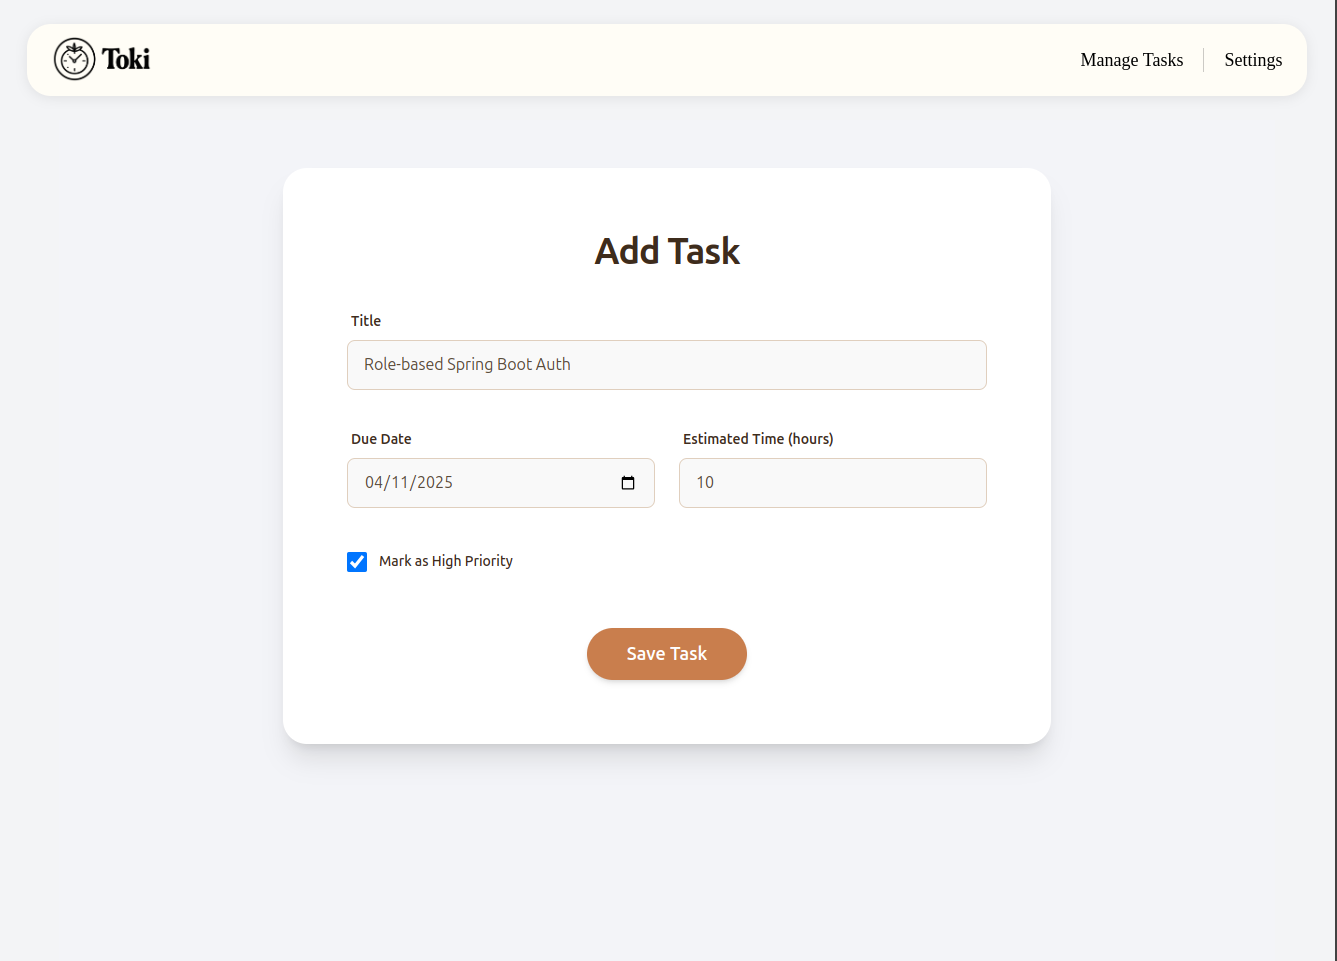 Toki
Manage Tasks
Settings
Add Task
Title
Role-based Spring Boot Auth
Due Date
Estimated Time (hours)
04/11/2025
10
Mark as High Priority
Save Task